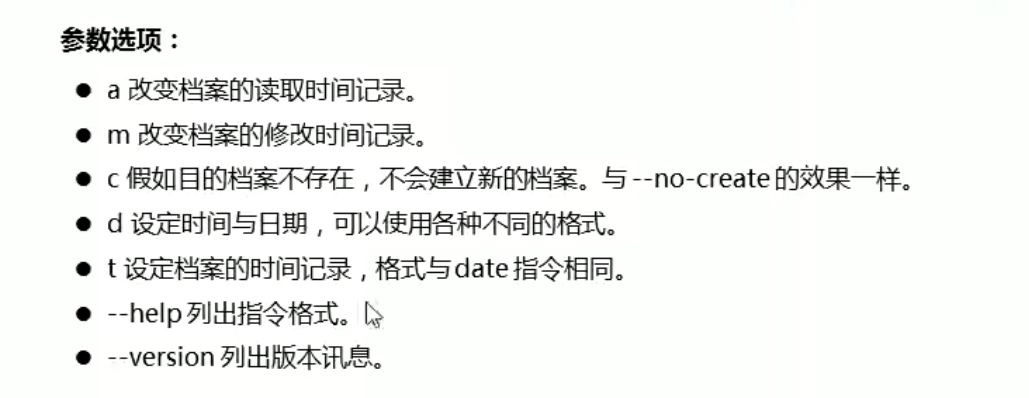 参数选项：
● a 改变档案的读取时间记录。
● m 改变档案的修改时间记录。
● c 假如目的档案不存在，不会建立新的档案。与 --no-create 的效果一样。
● d 设定时间与日期，可以使用各种不同的格式。
● t 设定档案的时间记录，格式与 date 指令相同。
● --help 列出指令格式。
● --version 列出版本讯息。